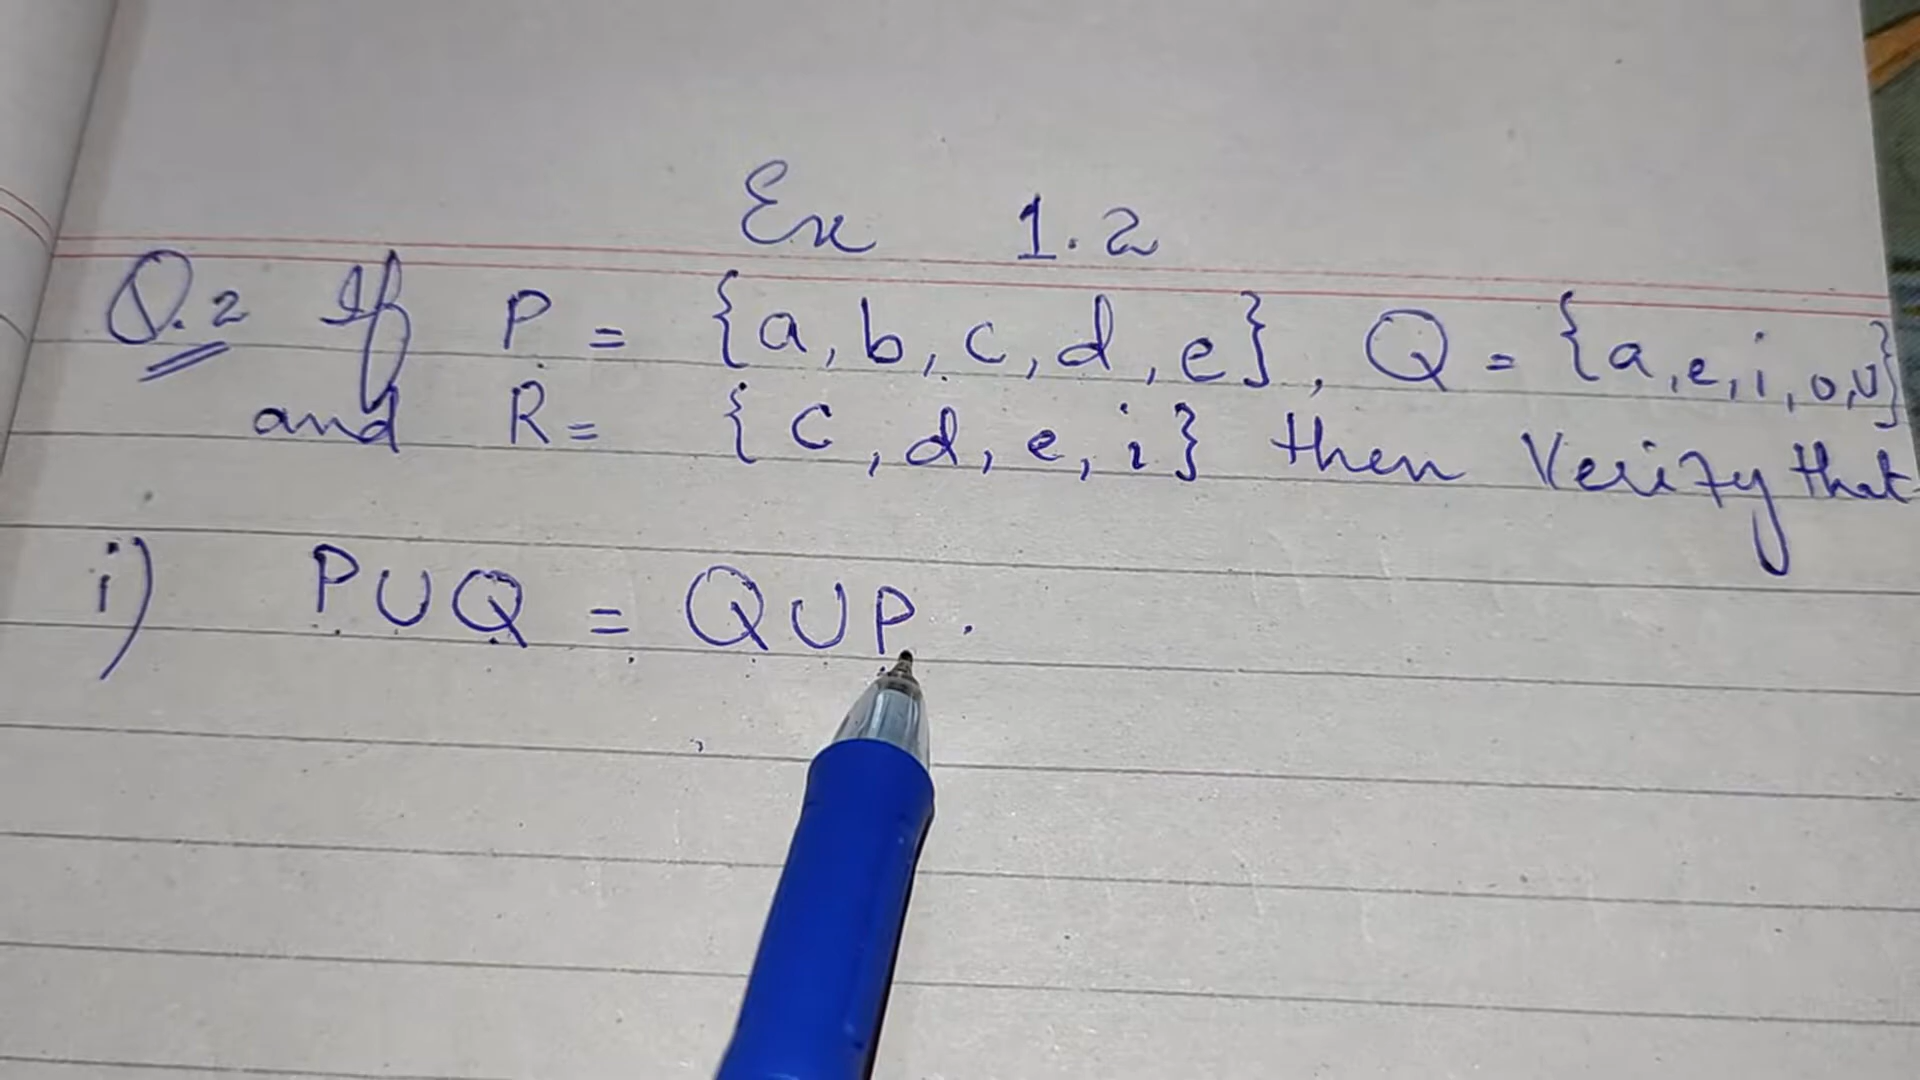 Ex 1.2
Q.2 If P = {a, b, c, d, e}, Q = {a, e, i, o, u}
and R = {c, d, e, i} then Verify that
i) P∪Q = Q∪P.